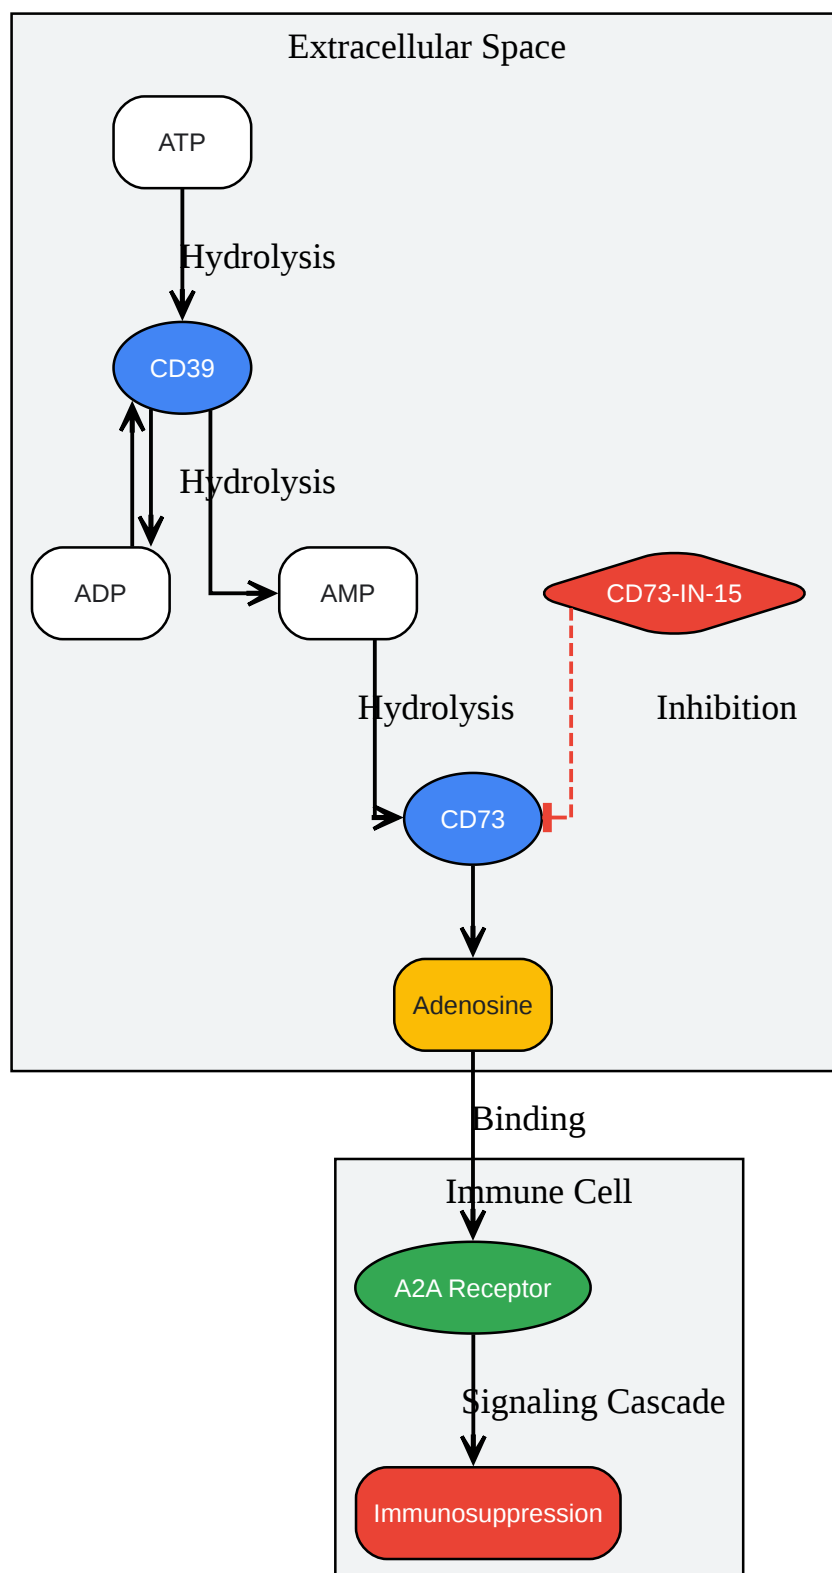 Extracellular Space
ATP
Hydrolysis
CD39
Hydrolysis
ADP
AMP
CD73-IN-15
Hydrolysis
Inhibition
CD73
Adenosine
Binding
Immune Cell
A2A Receptor
Signaling Cascade
Immunosuppression